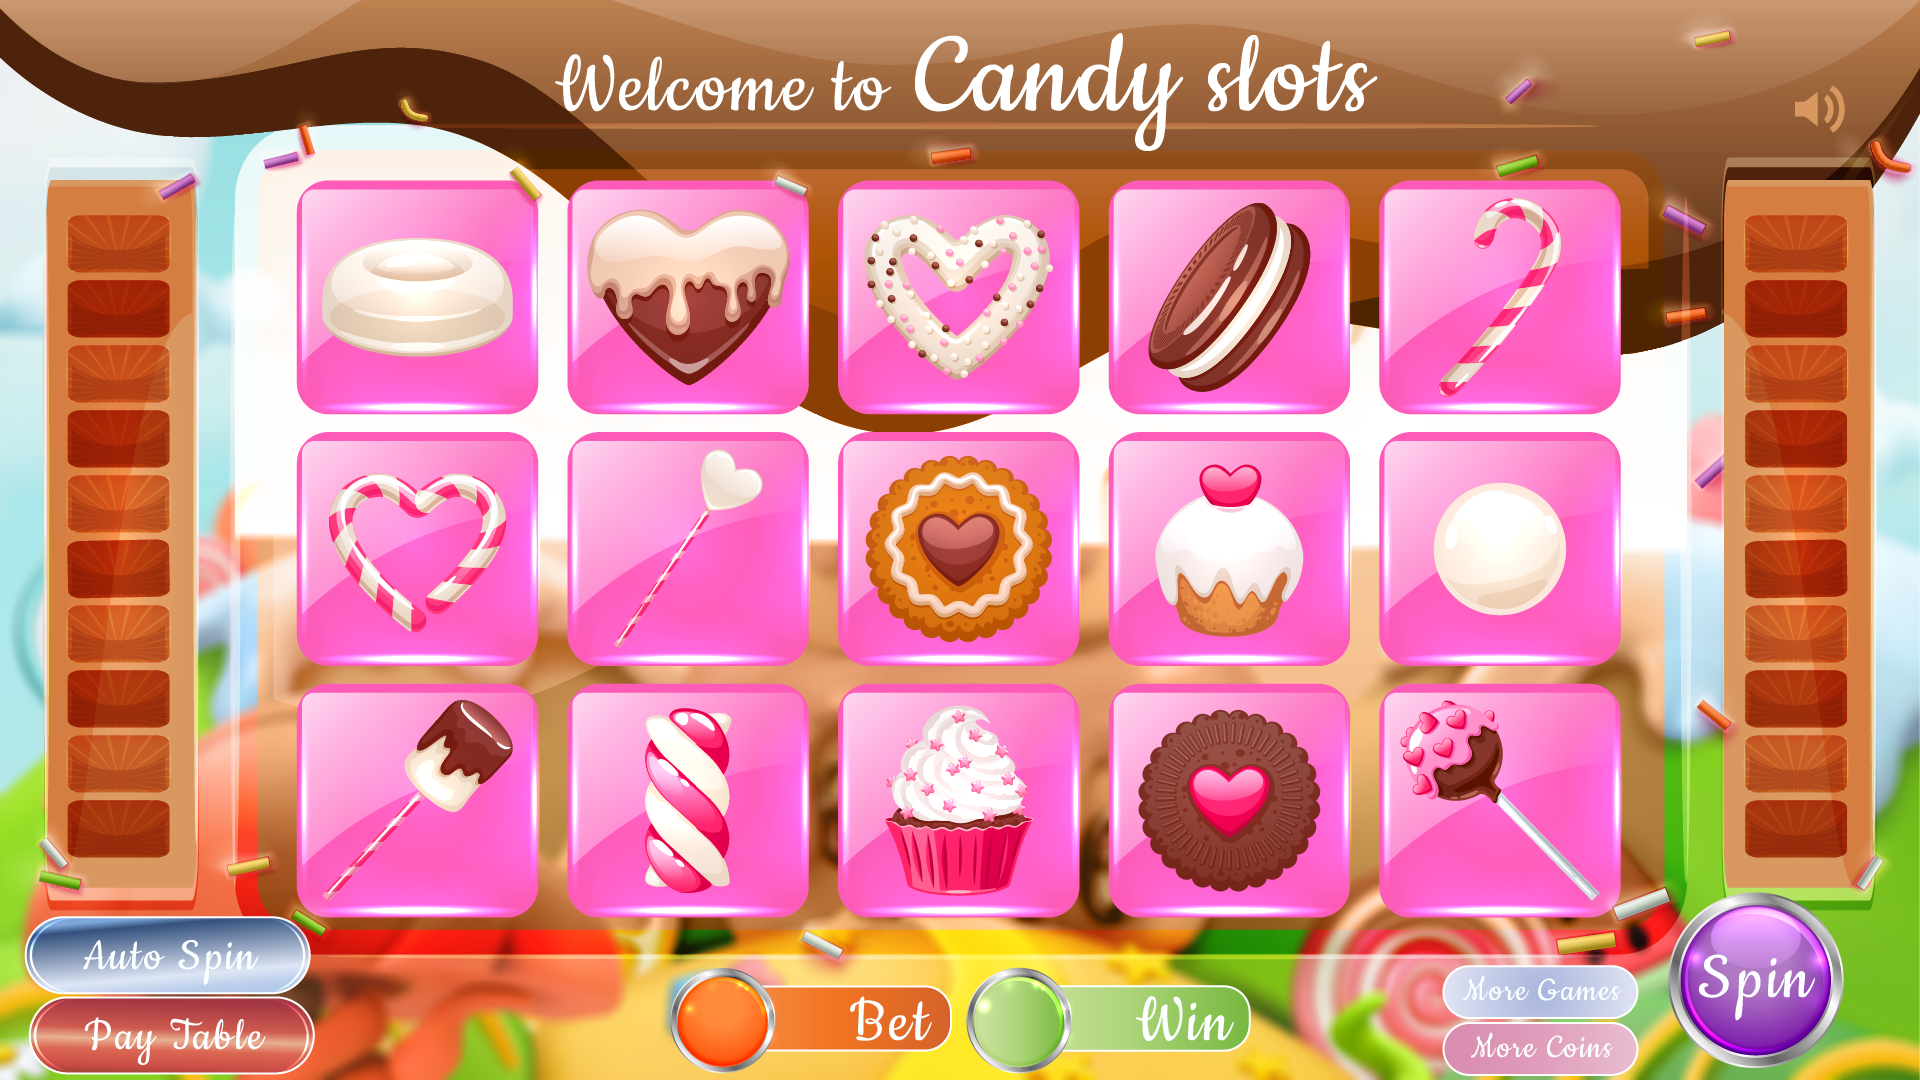 Welcome to Candy slots
Auto Spin
Pay Table
Bet
Win
More Games
More Coins
Spin